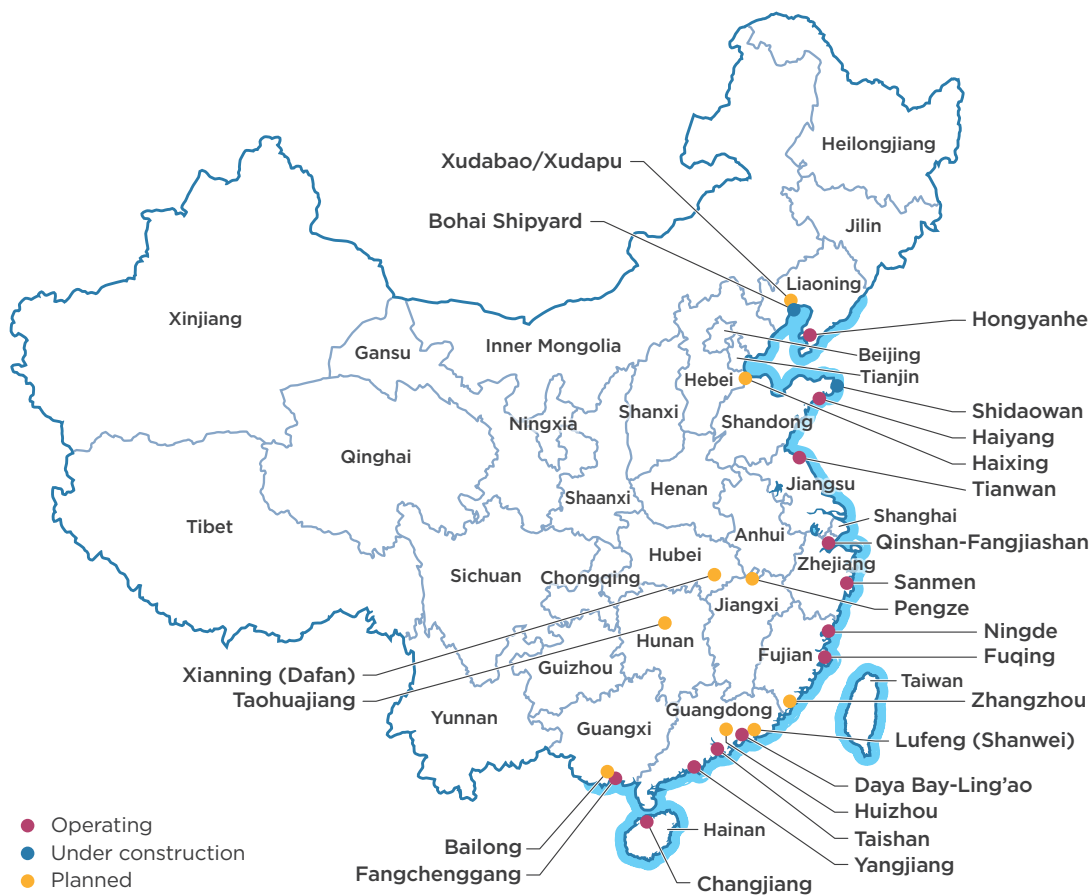 Heilongjiang
Xudabao/Xudapu
Bohai Shipyard
Jilin
Liaoning
Xinjiang
Hongyanhe
Gansu
Inner Mongolia
Beijing
Tianjin
Hebei
Shanxi
Shidaowan
Ningxia
Shandong
Haiyang
Qinghai
Haixing
Jiangsu
Tianwan
Shaanxi
Henan
Shanghai
Tibet
Anhui
Qinshan-Fangjiashan
Hubei
Zhejiang
Sichuan
Chongqing
Sanmen
Jiangxi
Pengze
Hunan
Ningde
Fujian
Fuqing
Xianning (Dafan)
Guizhou
Taiwan
Taohuajiang
Zhangzhou
Guangdong
Yunnan
Guangxi
Lufeng (Shanwei)
Daya Bay-Ling’ao
Huizhou
Operating
Hainan
Taishan
Bailong
Under construction
Yangjiang
Fangchenggang
Planned
Changjiang